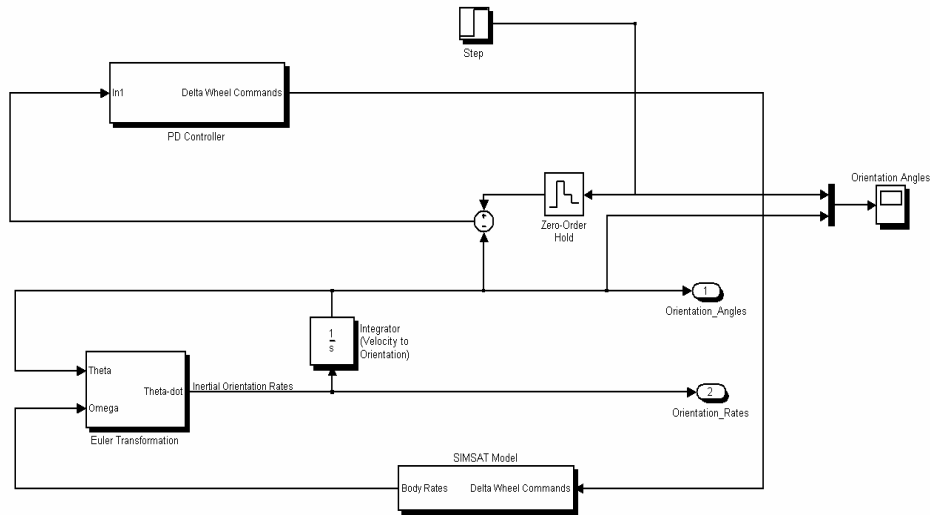 Step
In1
Delta Wheel Commands
PD Controller
Orientation Angles
+
-
Zero-Order
Hold
1
Orientation_Angles
1
s
Integrator
(Velocity to
Orientation)
Theta
Theta-dot
Omega
Euler Transformation
Inertial Orientation Rates
2
Orientation_Rates
SIMSAT Model
Body Rates
Delta Wheel Commands